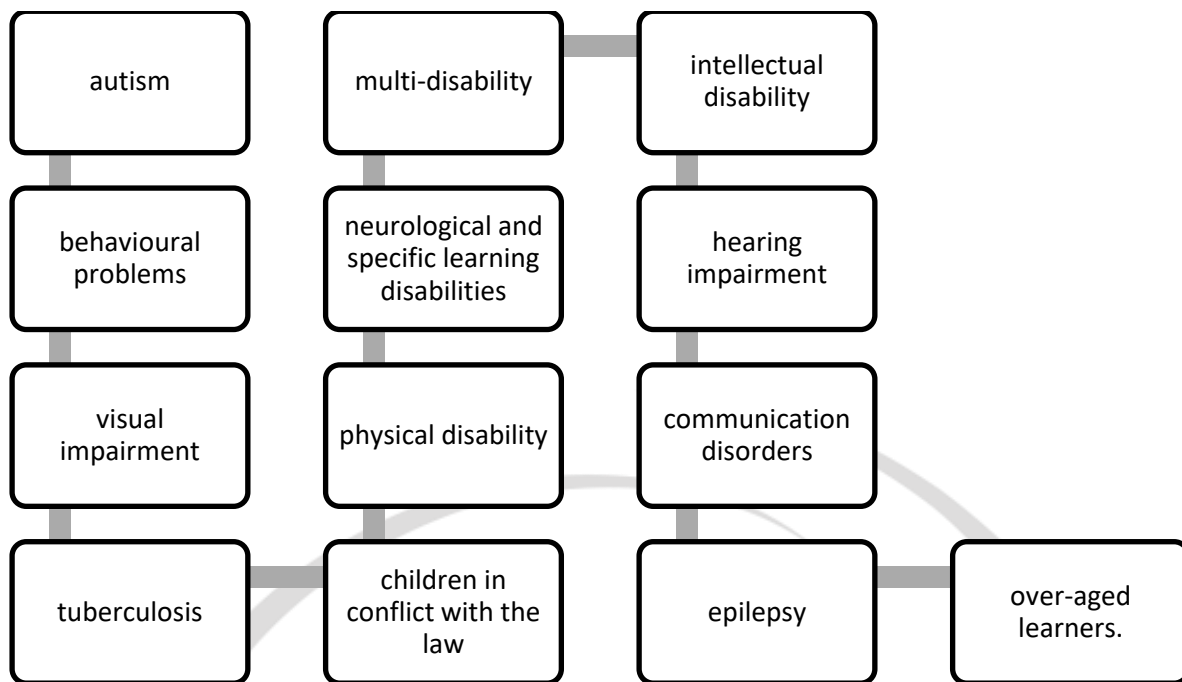 autism
behavioural
problems
visual
impairment
tuberculosis
children in
conflict with the
law
physical disability
neurological and
specific learning
disabilities
multi-disability
intellectual
disability
hearing
impairment
communication
disorders
epilepsy
over-aged
learners.